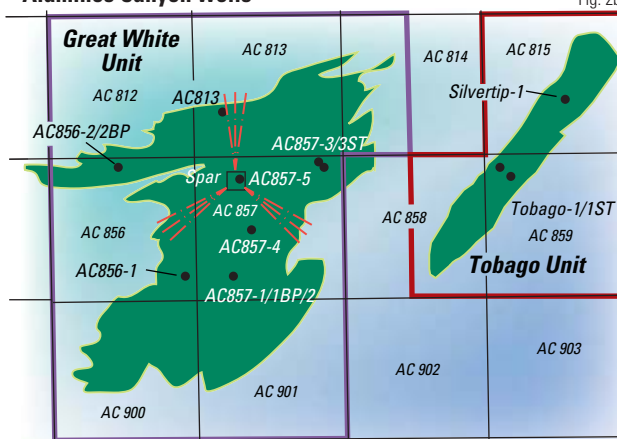 Alaminos Canyon Wells
Great White
Unit
AC 813
AC 814
AC 815
AC 812
AC813
Silvertip-1
AC856-2/2BP
AC857-3/3ST
Spar
AC857-5
AC 857
AC 856
AC 858
Tobago-1/1ST
AC857-4
AC 859
AC856-1
Tobago Unit
AC857-1/1BP/2
AC 903
AC 902
AC 901
AC 900